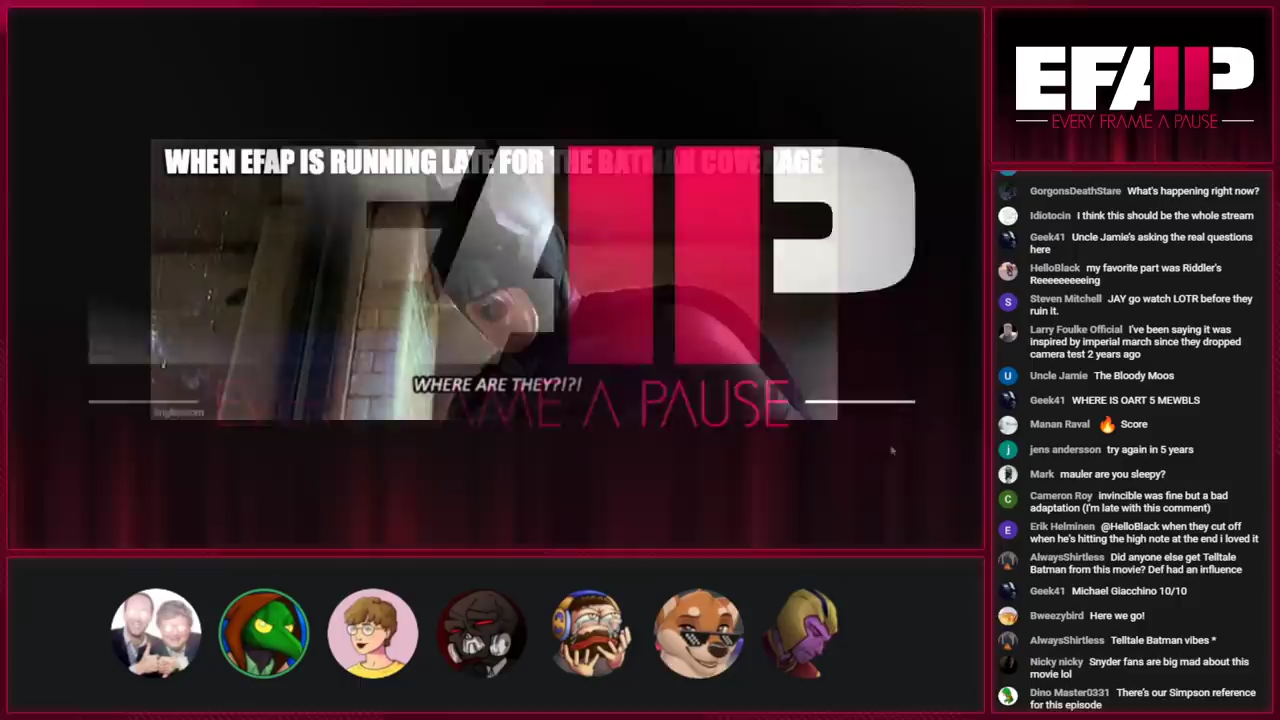 WHEN EFAP IS RUNNING LATE FOR THE BATMAN COVERAGE
WHERE ARE THEY?!?!
EVERY FRAME A PAUSE
imgflip.com
EFAP
EVERY FRAME A PAUSE
GorgonsDeathStare What's happening right now?
Idiotocin I think this should be the whole stream
Geek41 Uncle Jamie's asking the real questions
here
HelloBlack my favorite part was Riddler's
Reeeeeeeeing
Steven Mitchell JAY go watch LOTR before they
ruin it.
Larry Foulke Official I've been saying it was
inspired by imperial march since they dropped
camera test 2 years ago
Uncle Jamie The Bloody Moos
Geek41 WHERE IS OART 5 MEWBLS
Manan Raval 🔥 Score
jens andersson try again in 5 years
Mark mauler are you sleepy?
Cameron Roy invincible was fine but a bad
adaptation (I'm late with this comment)
Erik Helminen @HelloBlack when they cut off
when he's hitting the high note at the end i loved it
AlwaysShirtless Did anyone else get Telltale
Batman from this movie? Def had an influence
Geek41 Michael Giacchino 10/10
Bweezybird Here we go!
AlwaysShirtless Telltale Batman vibes *
Nicky nicky Snyder fans are big mad about this
movie lol
Dino Master0331 There's our Simpson reference
for this episode